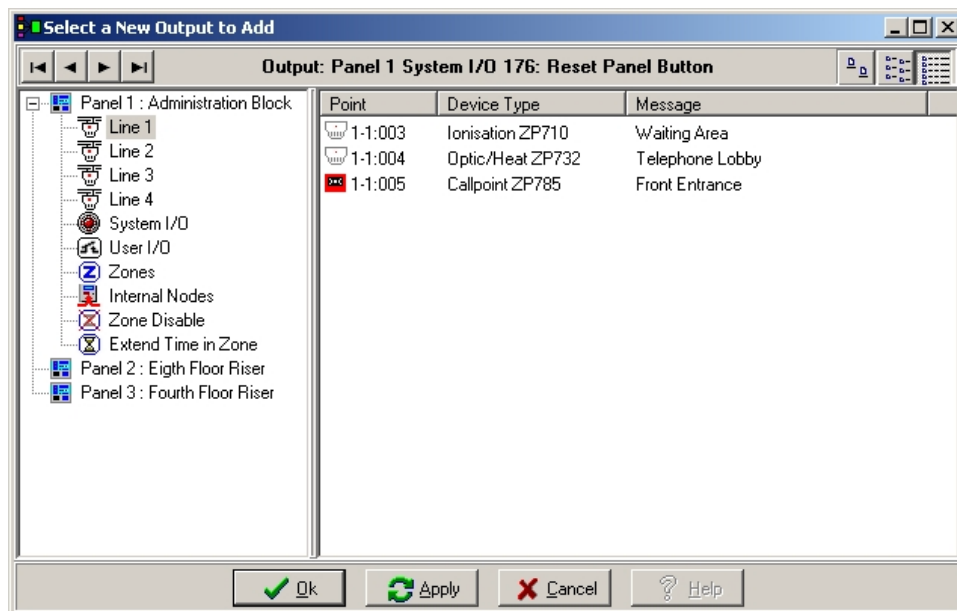 Select a New Output to Add
Output: Panel 1 System I/O 176: Reset Panel Button
Panel 1 : Administration Block
Line 1
Line 2
Line 3
Line 4
System I/O
User I/O
Zones
Internal Nodes
Zone Disable
Extend Time in Zone
Panel 2 : Eigth Floor Riser
Panel 3 : Fourth Floor Riser
Point Device Type Message
1-1:003 Ionisation ZP710 Waiting Area
1-1:004 Optic/Heat ZP732 Telephone Lobby
1-1:005 Callpoint ZP785 Front Entrance
Ok Apply Cancel Help